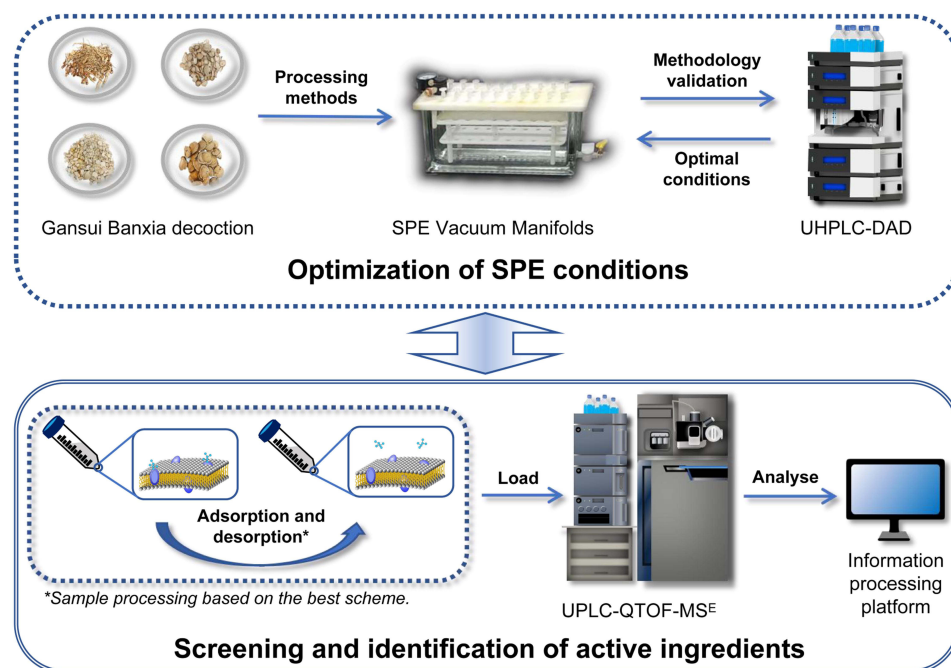 Processing
methods
Methodology
validation
Optimal
conditions
Gansui Banxia decoction
SPE Vacuum Manifolds
UHPLC-DAD
Optimization of SPE conditions
Adsorption and
desorption*
Load
Analyse
*Sample processing based on the best scheme.
UPLC-QTOF-MSᴱ
Information
processing
platform
Screening and identification of active ingredients